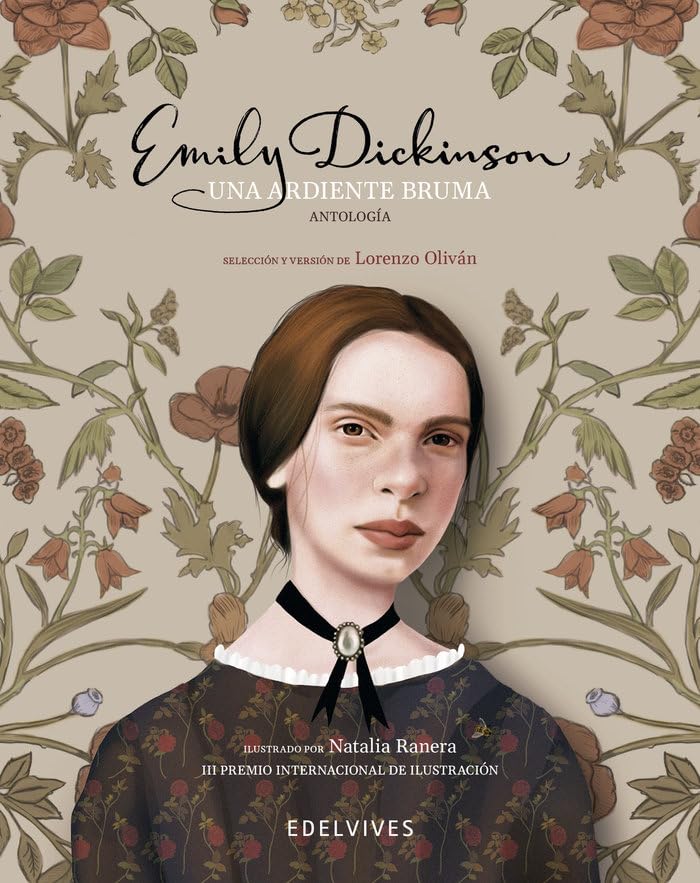 Emily Dickinson
UNA ARDIENTE BRUMA
ANTOLOGÍA
SELECCIÓN Y VERSIÓN DE Lorenzo Oliván
ILUSTRADO POR Natalia Ranera
III PREMIO INTERNACIONAL DE ILUSTRACIÓN
EDELVIVES